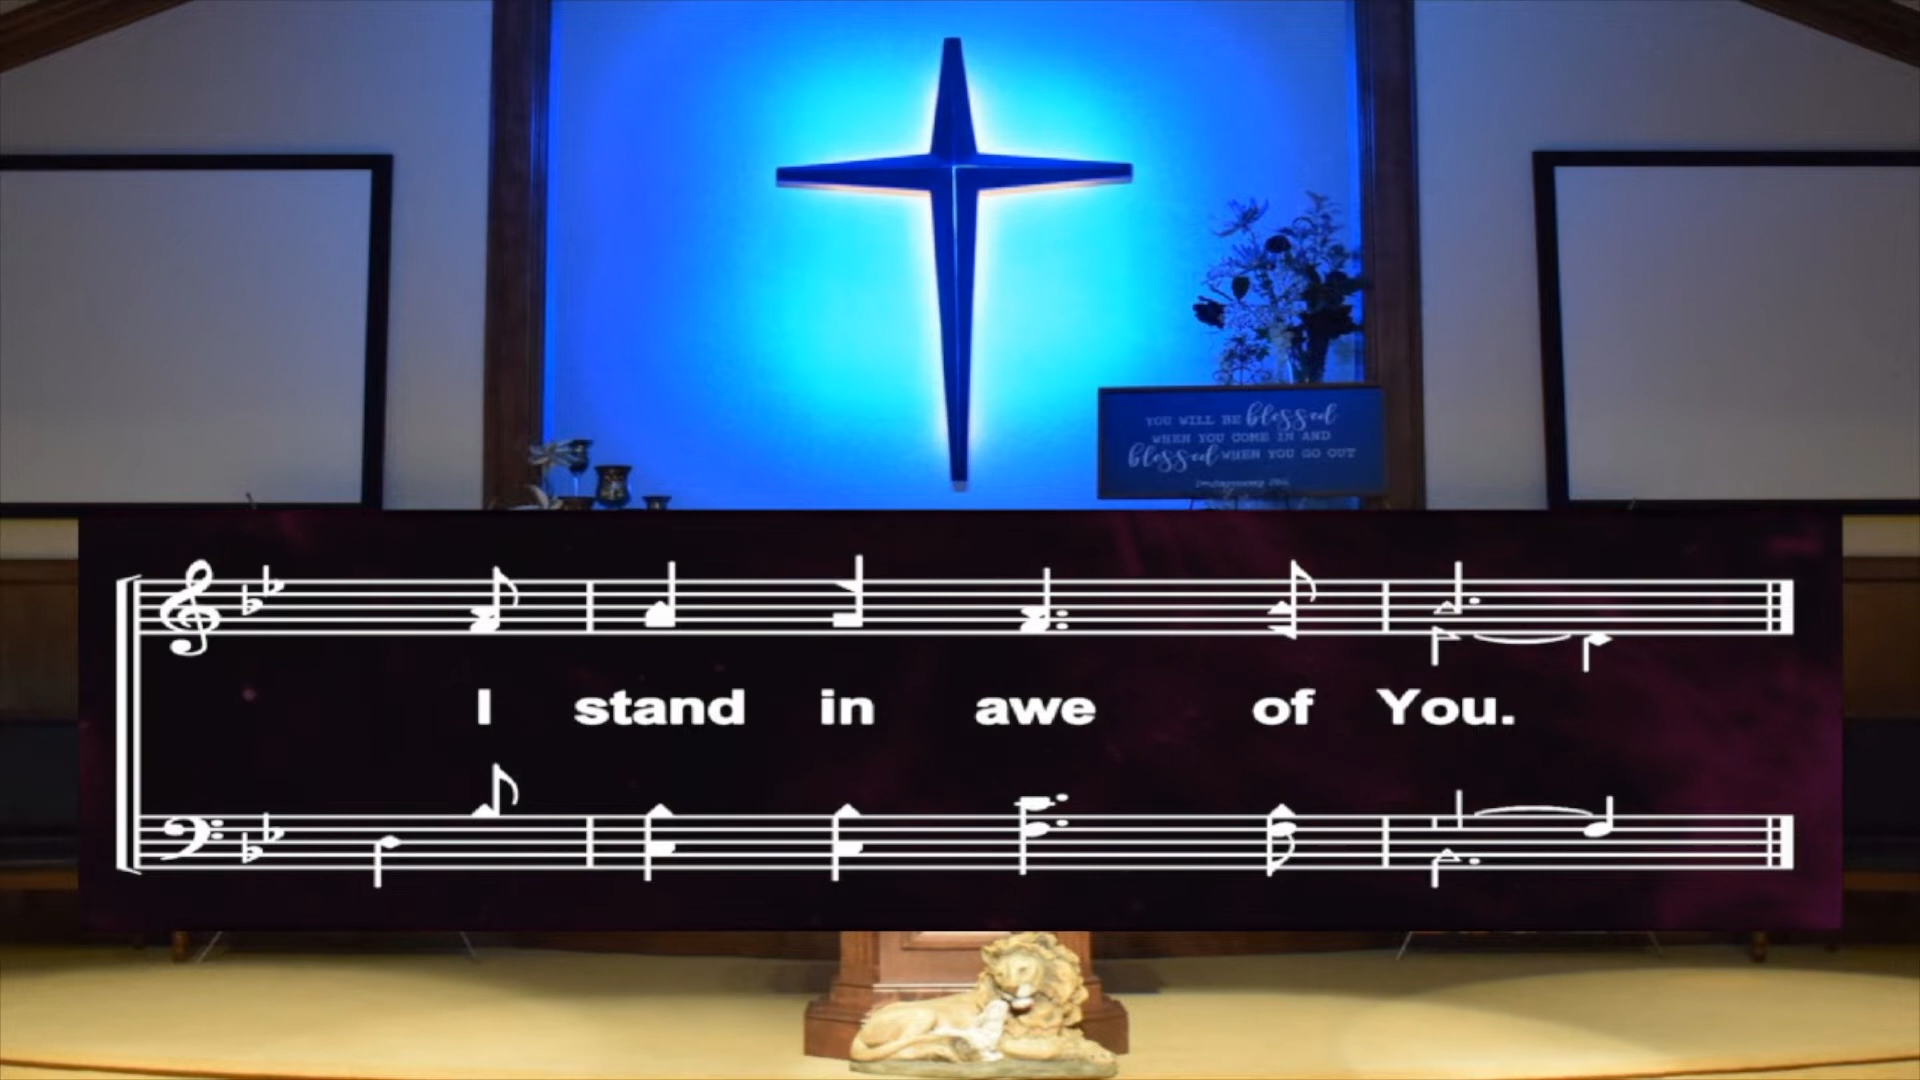 YOU WILL BE blessed
WHEN YOU COME IN AND
blessed WHEN YOU GO OUT
I stand in awe of You.